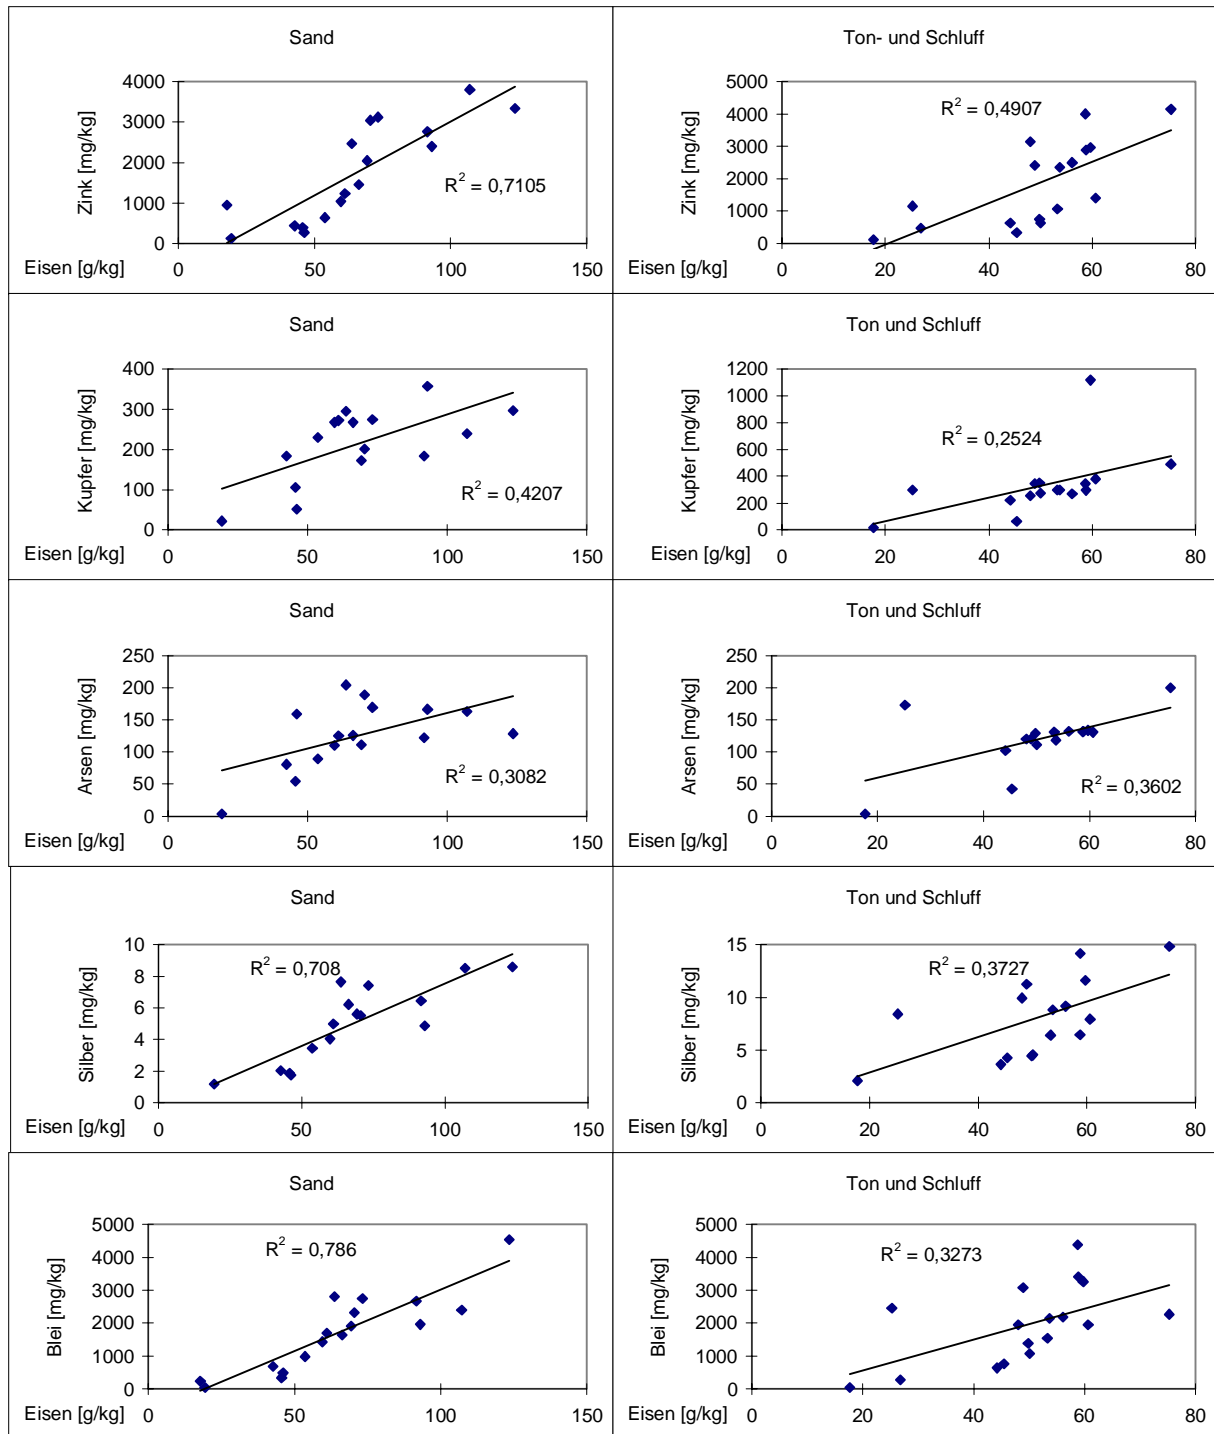 Sand
Zink [mg/kg]
4000
3000
2000
1000
0
R² = 0,7105
0 50 100 150
Eisen [g/kg]
Ton- und Schluff
Zink [mg/kg]
5000
4000
3000
2000
1000
0
R² = 0,4907
0 20 40 60 80
Eisen [g/kg]
Sand
Kupfer [mg/kg]
400
300
200
100
0
R² = 0,4207
0 50 100 150
Eisen [g/kg]
Ton und Schluff
Kupfer [mg/kg]
1200
1000
800
600
400
200
0
R² = 0,2524
0 20 40 60 80
Eisen [g/kg]
Sand
Arsen [mg/kg]
250
200
150
100
50
0
R² = 0,3082
0 50 100 150
Eisen [g/kg]
Ton und Schluff
Arsen [mg/kg]
250
200
150
100
50
0
R² = 0,3602
0 20 40 60 80
Eisen [g/kg]
Sand
Silber [mg/kg]
10
8
6
4
2
0
R² = 0,708
0 50 100 150
Eisen [g/kg]
Ton und Schluff
Silber [mg/kg]
15
10
5
0
R² = 0,3727
0 20 40 60 80
Eisen [g/kg]
Sand
Blei [mg/kg]
5000
4000
3000
2000
1000
0
R² = 0,786
0 50 100 150
Eisen [g/kg]
Ton und Schluff
Blei [mg/kg]
5000
4000
3000
2000
1000
0
R² = 0,3273
0 20 40 60 80
Eisen [g/kg]